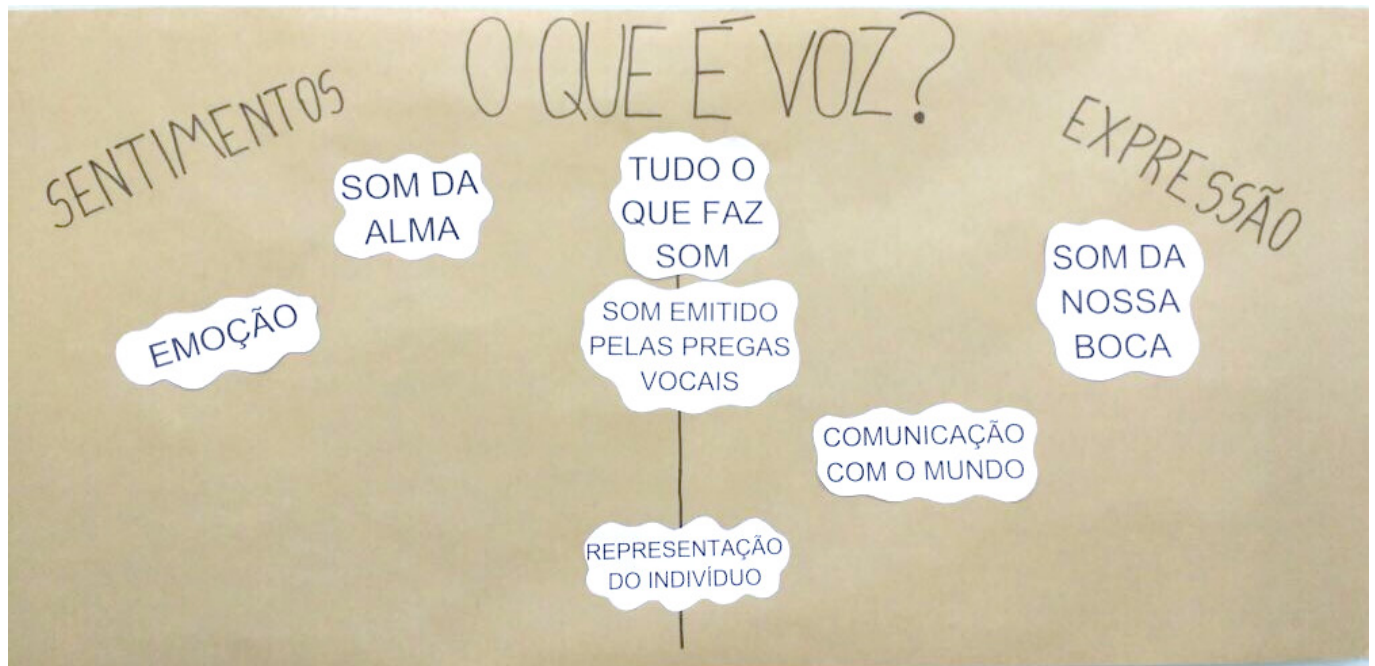 O QUE É VOZ?
SENTIMENTOS
EXPRESSÃO
SOM DA
ALMA
TUDO O
QUE FAZ
SOM
SOM DA
NOSSA
BOCA
EMOÇÃO
SOM EMITIDO
PELAS PREGAS
VOCAIS
COMUNICAÇÃO
COM O MUNDO
REPRESENTAÇÃO
DO INDIVÍDUO